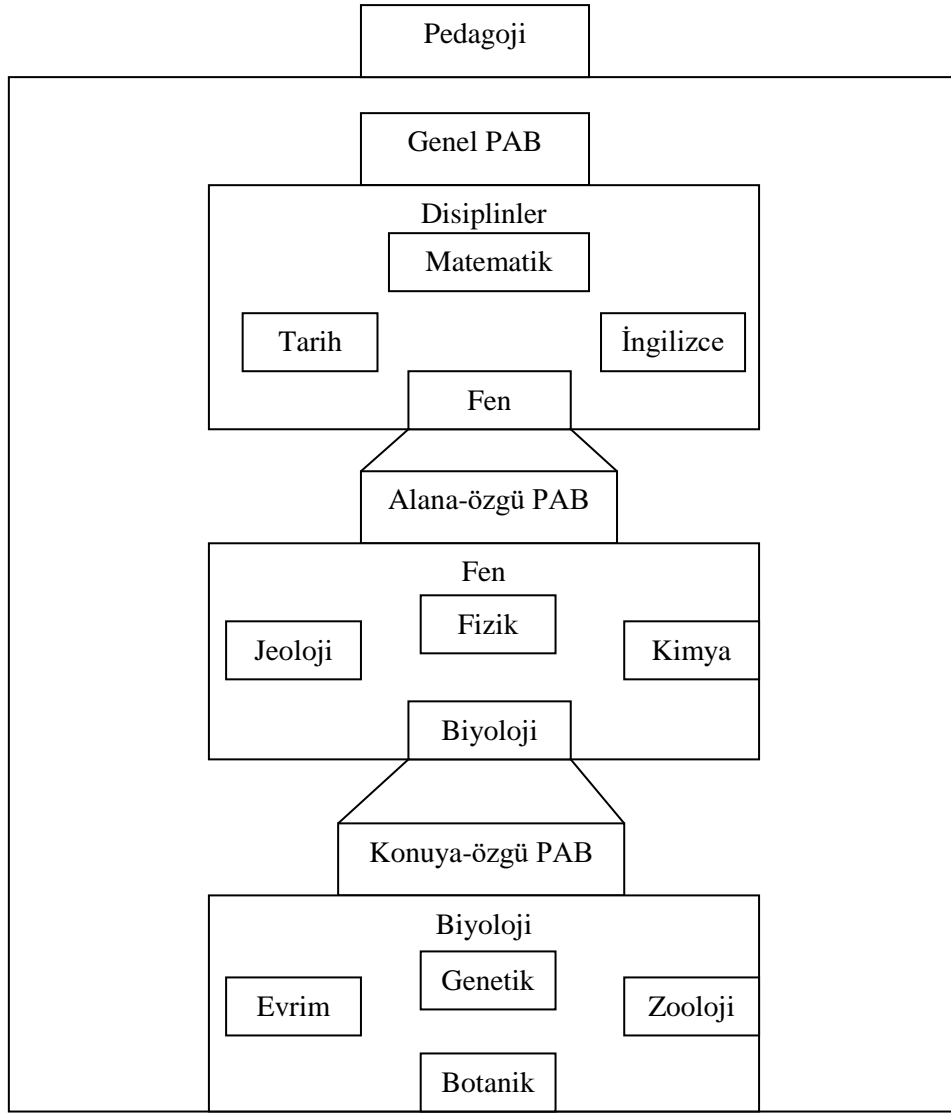 Pedagoji
Genel PAB
Disiplinler
Matematik
Tarih
İngilizce
Fen
Alana-özgü PAB
Fen
Fizik
Jeoloji
Kimya
Biyoloji
Konuya-özgü PAB
Biyoloji
Genetik
Evrim
Zooloji
Botanik